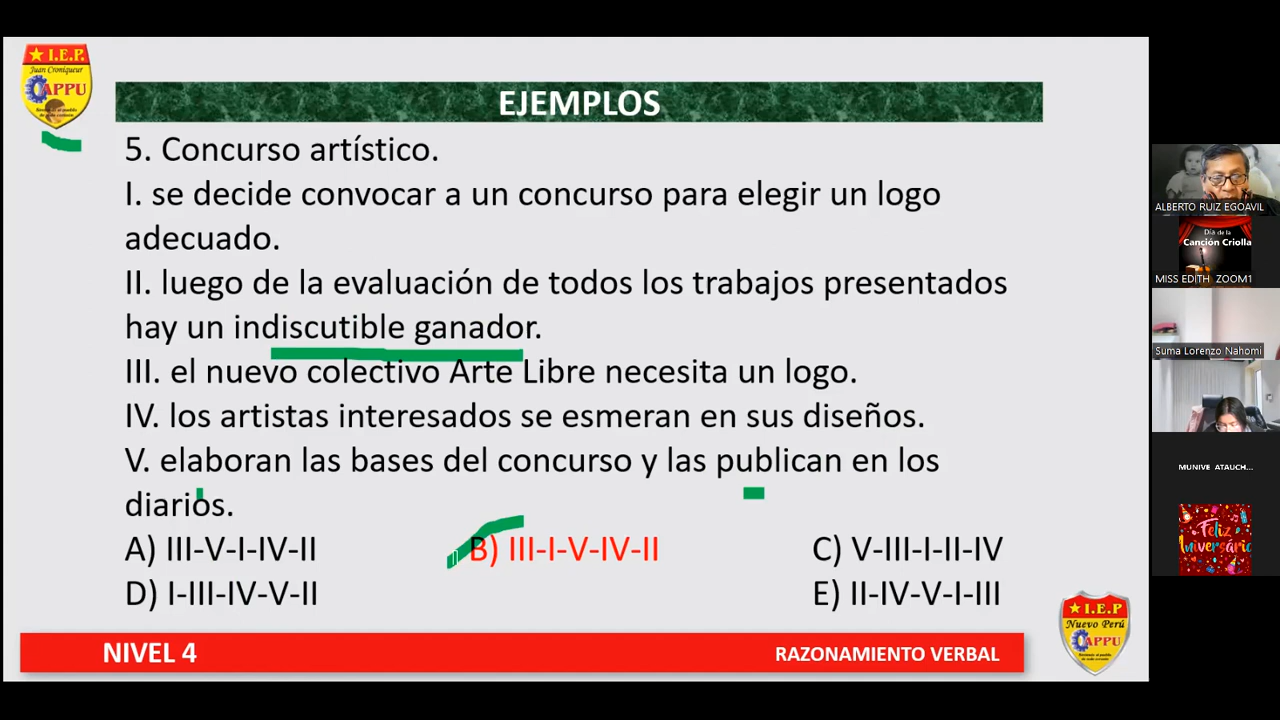 I.E.P.
Juan Croniqueur
APPU
EJEMPLOS
5. Concurso artístico.
I. se decide convocar a un concurso para elegir un logo
adecuado.
II. luego de la evaluación de todos los trabajos presentados
hay un indiscutible ganador.
III. el nuevo colectivo Arte Libre necesita un logo.
IV. los artistas interesados se esmeran en sus diseños.
V. elaboran las bases del concurso y las publican en los
diarios.
A) III-V-I-IV-II B) III-I-V-IV-II C) V-III-I-II-IV
D) I-III-IV-V-II E) II-IV-V-I-III
NIVEL 4 RAZONAMIENTO VERBAL
I.E.P
Nuevo Perú
APPU
ALBERTO RUIZ EGOAVIL
Día de la
Canción Criolla
MISS EDITH ZOOM1
Suma Lorenzo Nahomi
MUNIVE ATAUCH...
Feliz
Aniversario